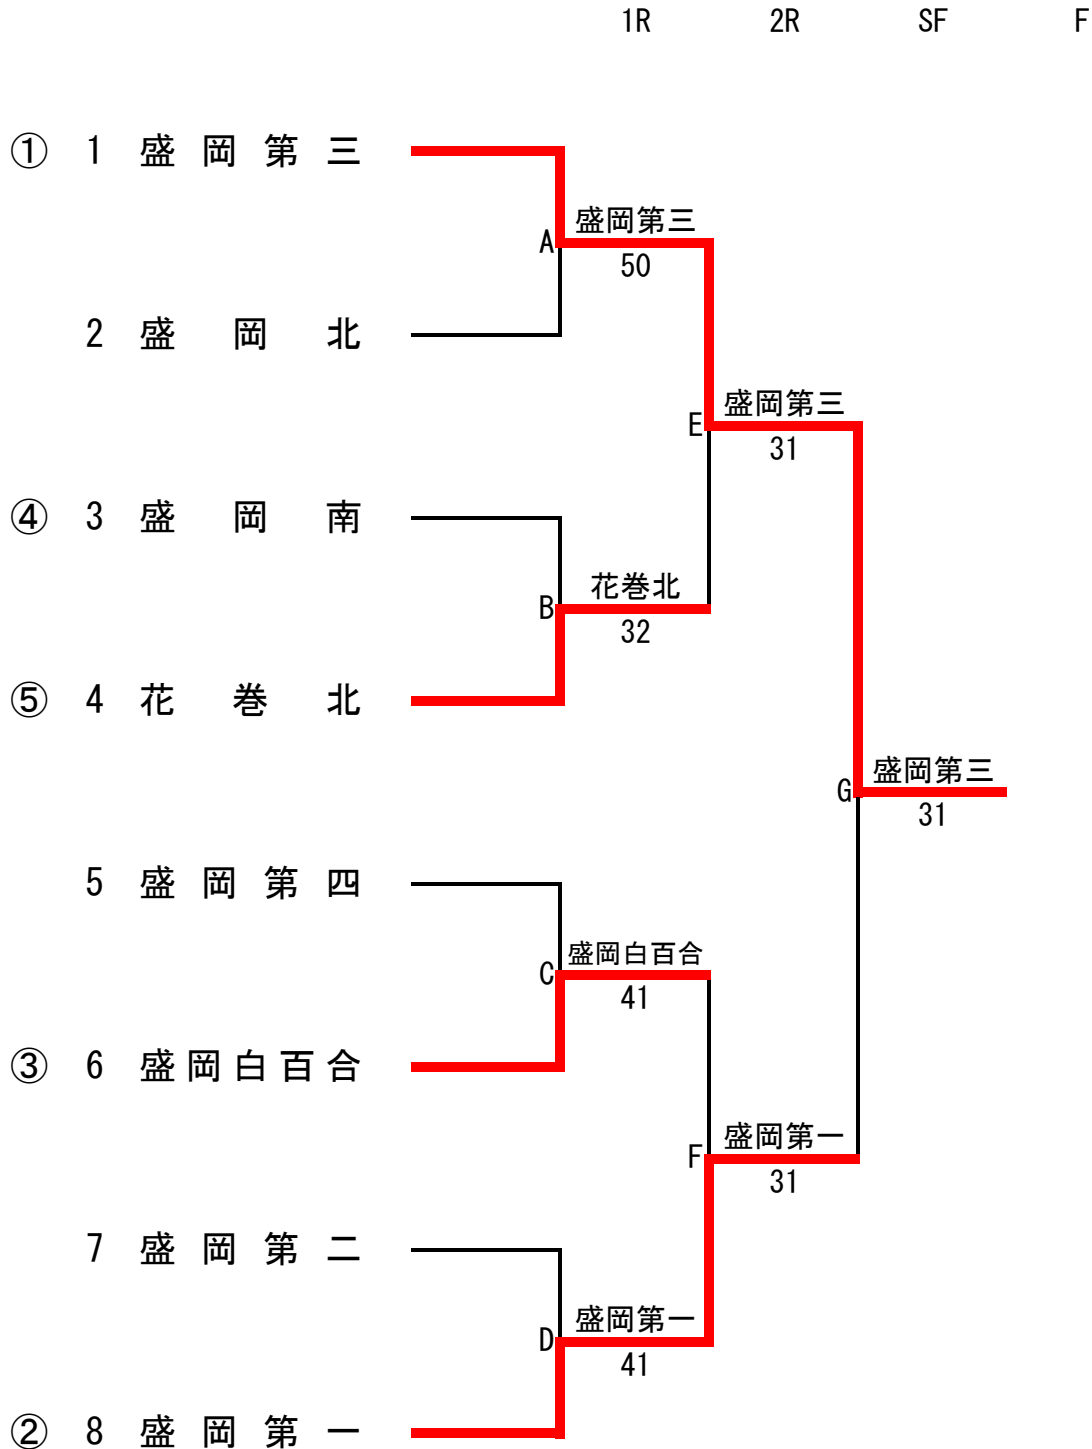 1R 2R SF F
① 1 盛岡第三
盛岡第三
A
50
2 盛岡北
盛岡第三
E
31
④ 3 盛岡南
花巻北
B
32
⑤ 4 花巻北
盛岡第三
G
31
5 盛岡第四
盛岡白百合
C
41
③ 6 盛岡白百合
盛岡第一
F
31
7 盛岡第二
盛岡第一
D
41
② 8 盛岡第一